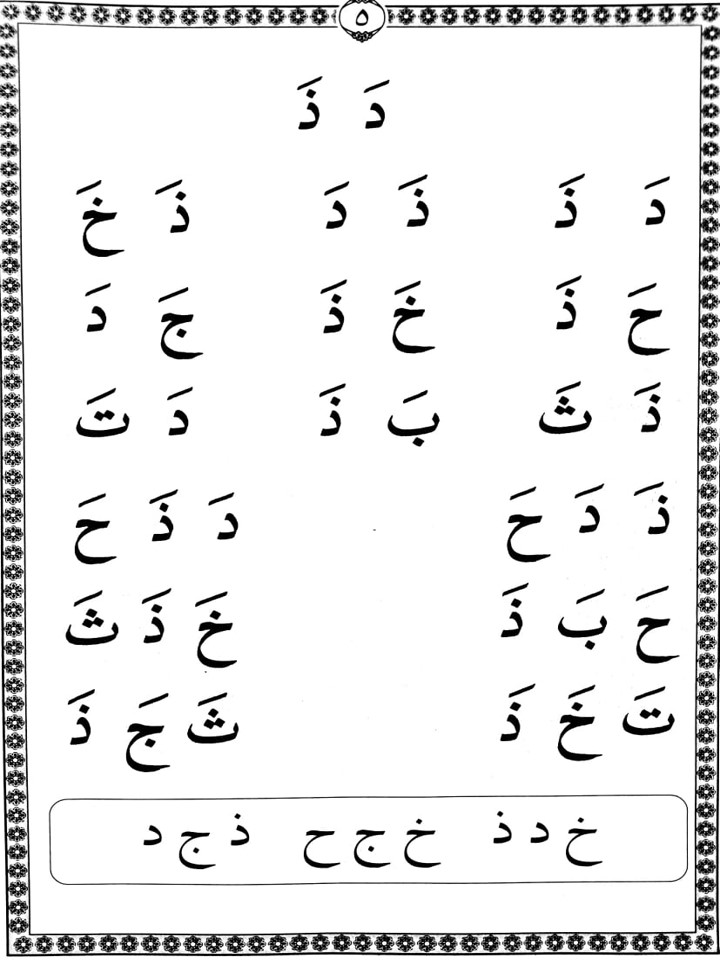 ٥
دَ ذَ
دَ ذَ ذَ دَ ذَ خَ
حَ ذَ خَ ذَ جَ دَ
ذَ ثَ بَ ذَ دَ تَ
ذَ دَ حَ دَ ذَ حَ
حَ بَ ذَ خَ ذَ ثَ
تَ خَ ذَ ثَ جَ ذَ
خ د ذ خ ج ح ذ ج د